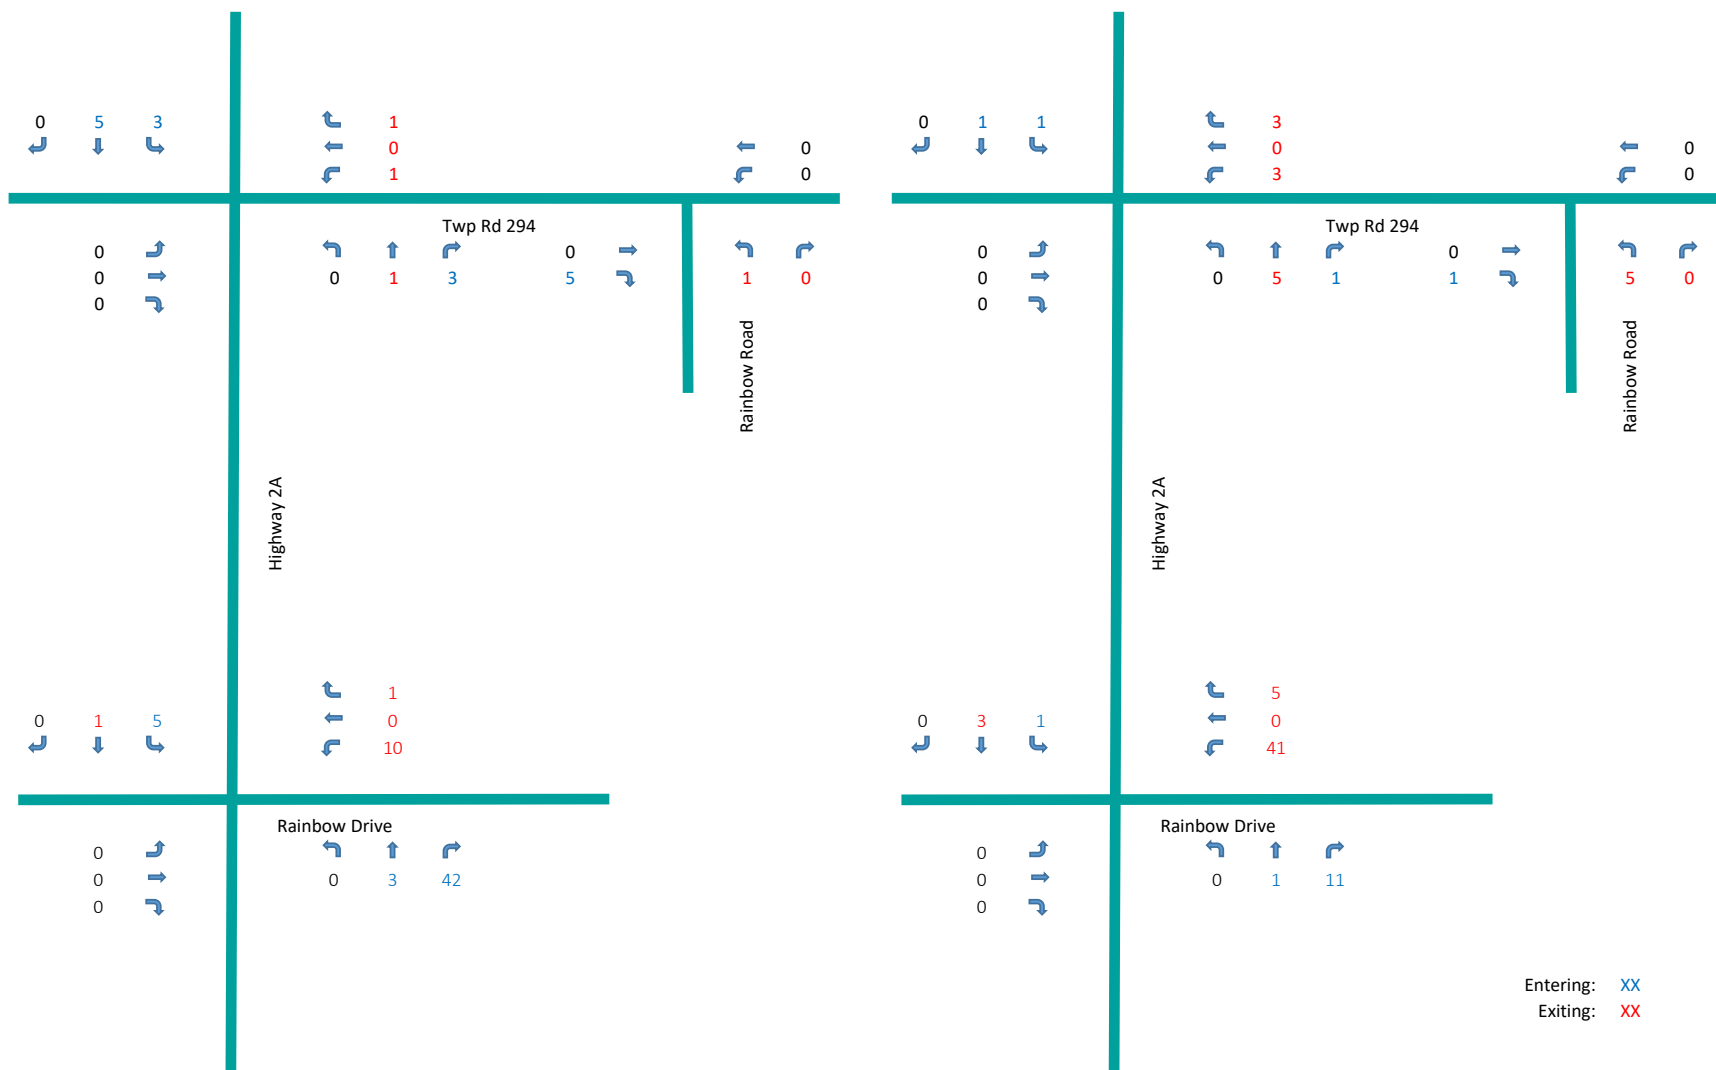 0 5 3 1
0 0
1 0
Twp Rd 294
0 0
0 0 1 3 5 1 0
0
Rainbow Road
Highway 2A
1
0 1 5 0
10
Rainbow Drive
0
0 0 3 42
0
0 1 1 3
0 0
3 0
Twp Rd 294
0 0
0 0 5 1 1 5 0
0
Rainbow Road
Highway 2A
5
0 3 1 0
41
Rainbow Drive
0
0 0 1 11
0
Entering: XX
Exiting: XX